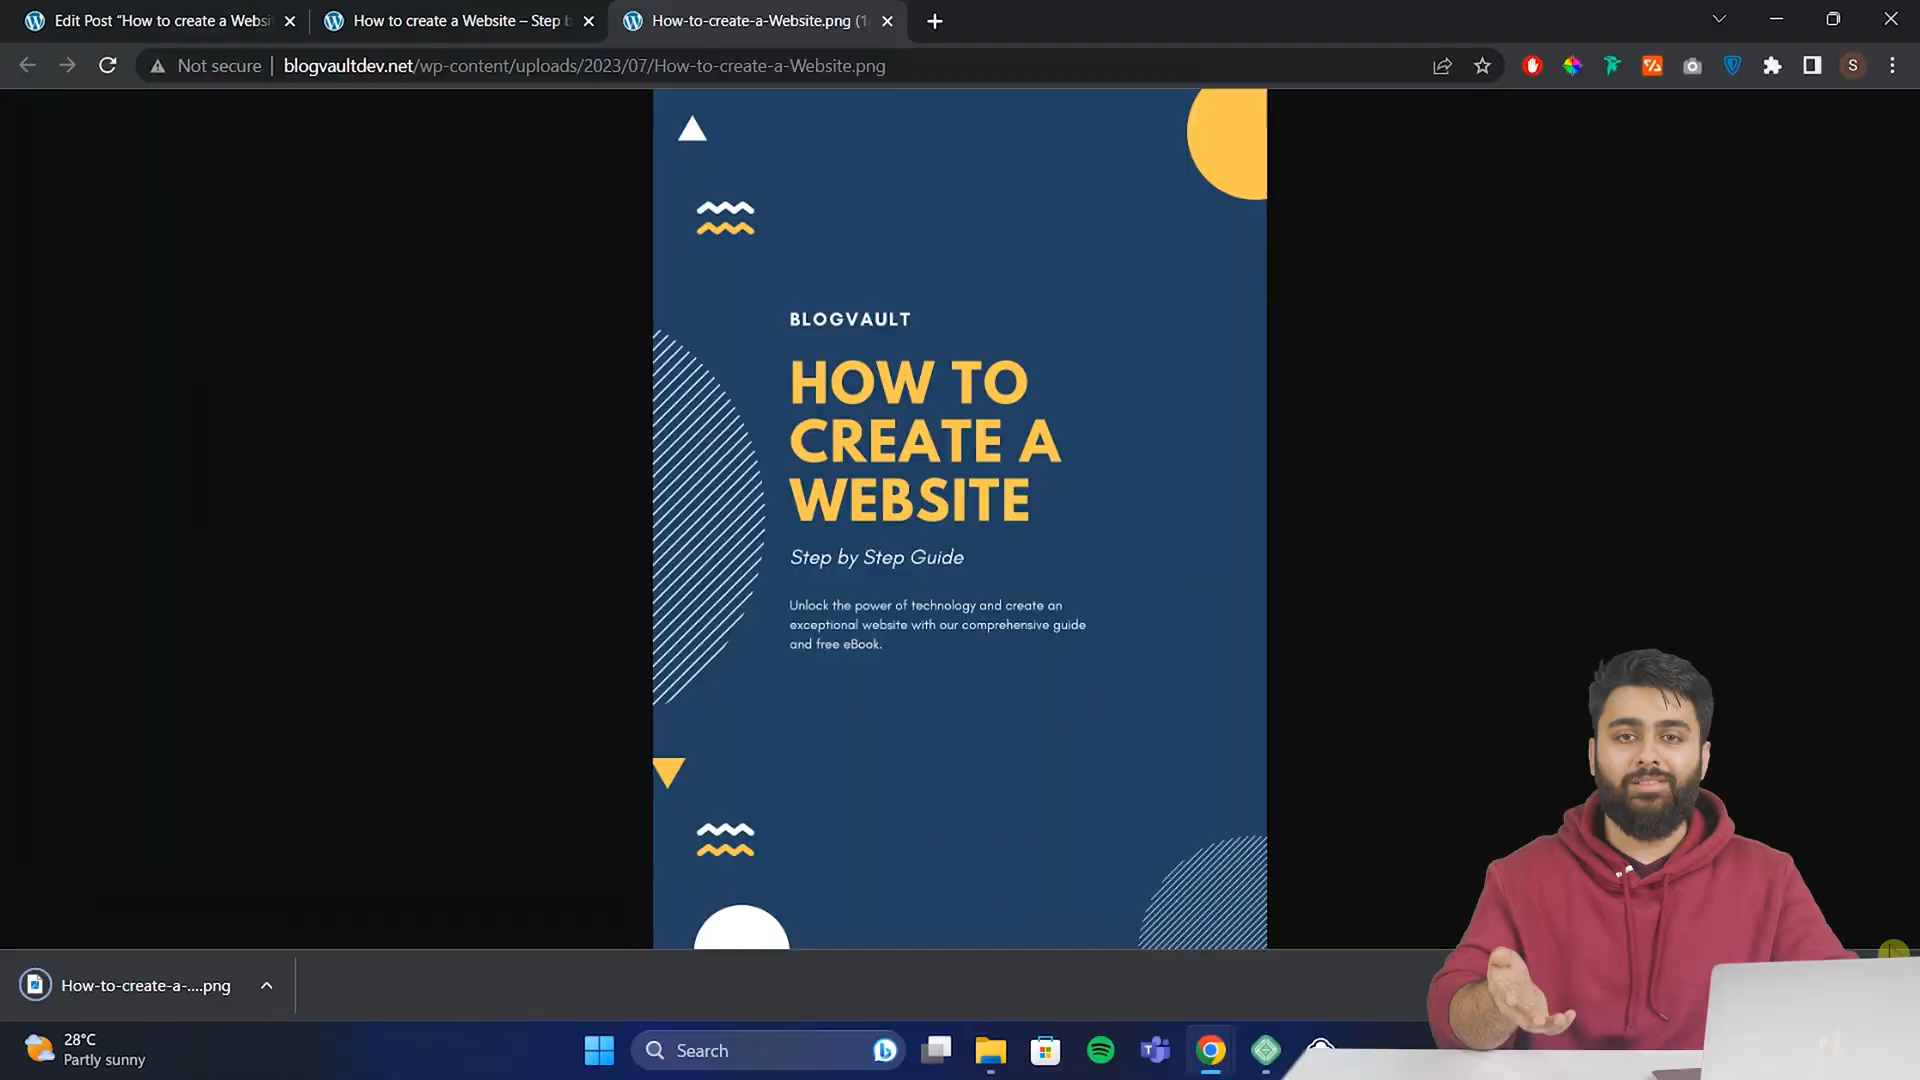 Edit Post “How to create a Websi
How to create a Website – Step b
How-to-create-a-Website.png (1
Not secure
blogvaultdev.net/wp-content/uploads/2023/07/How-to-create-a-Website.png
S
BLOGVAULT
HOW TO
CREATE A
WEBSITE
Step by Step Guide
Unlock the power of technology and create an
exceptional website with our comprehensive guide
and free eBook.
How-to-create-a-....png
28°C
Partly sunny
Search